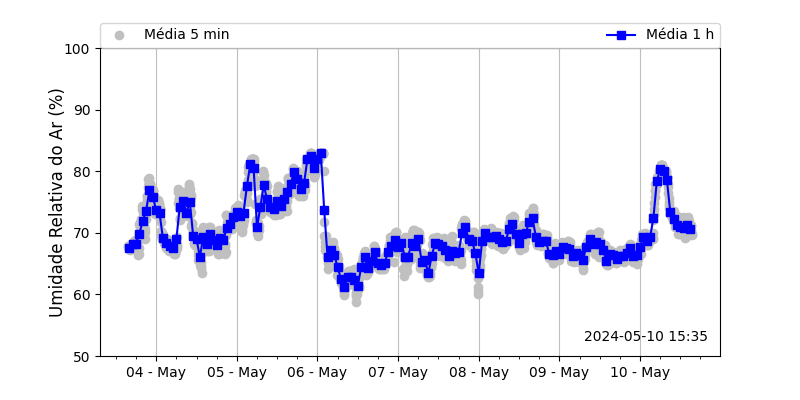 Média 5 min
Média 1 h
Umidade Relativa do Ar (%)
100
90
80
70
60
50
2024-05-10 15:35
04 - May
05 - May
06 - May
07 - May
08 - May
09 - May
10 - May